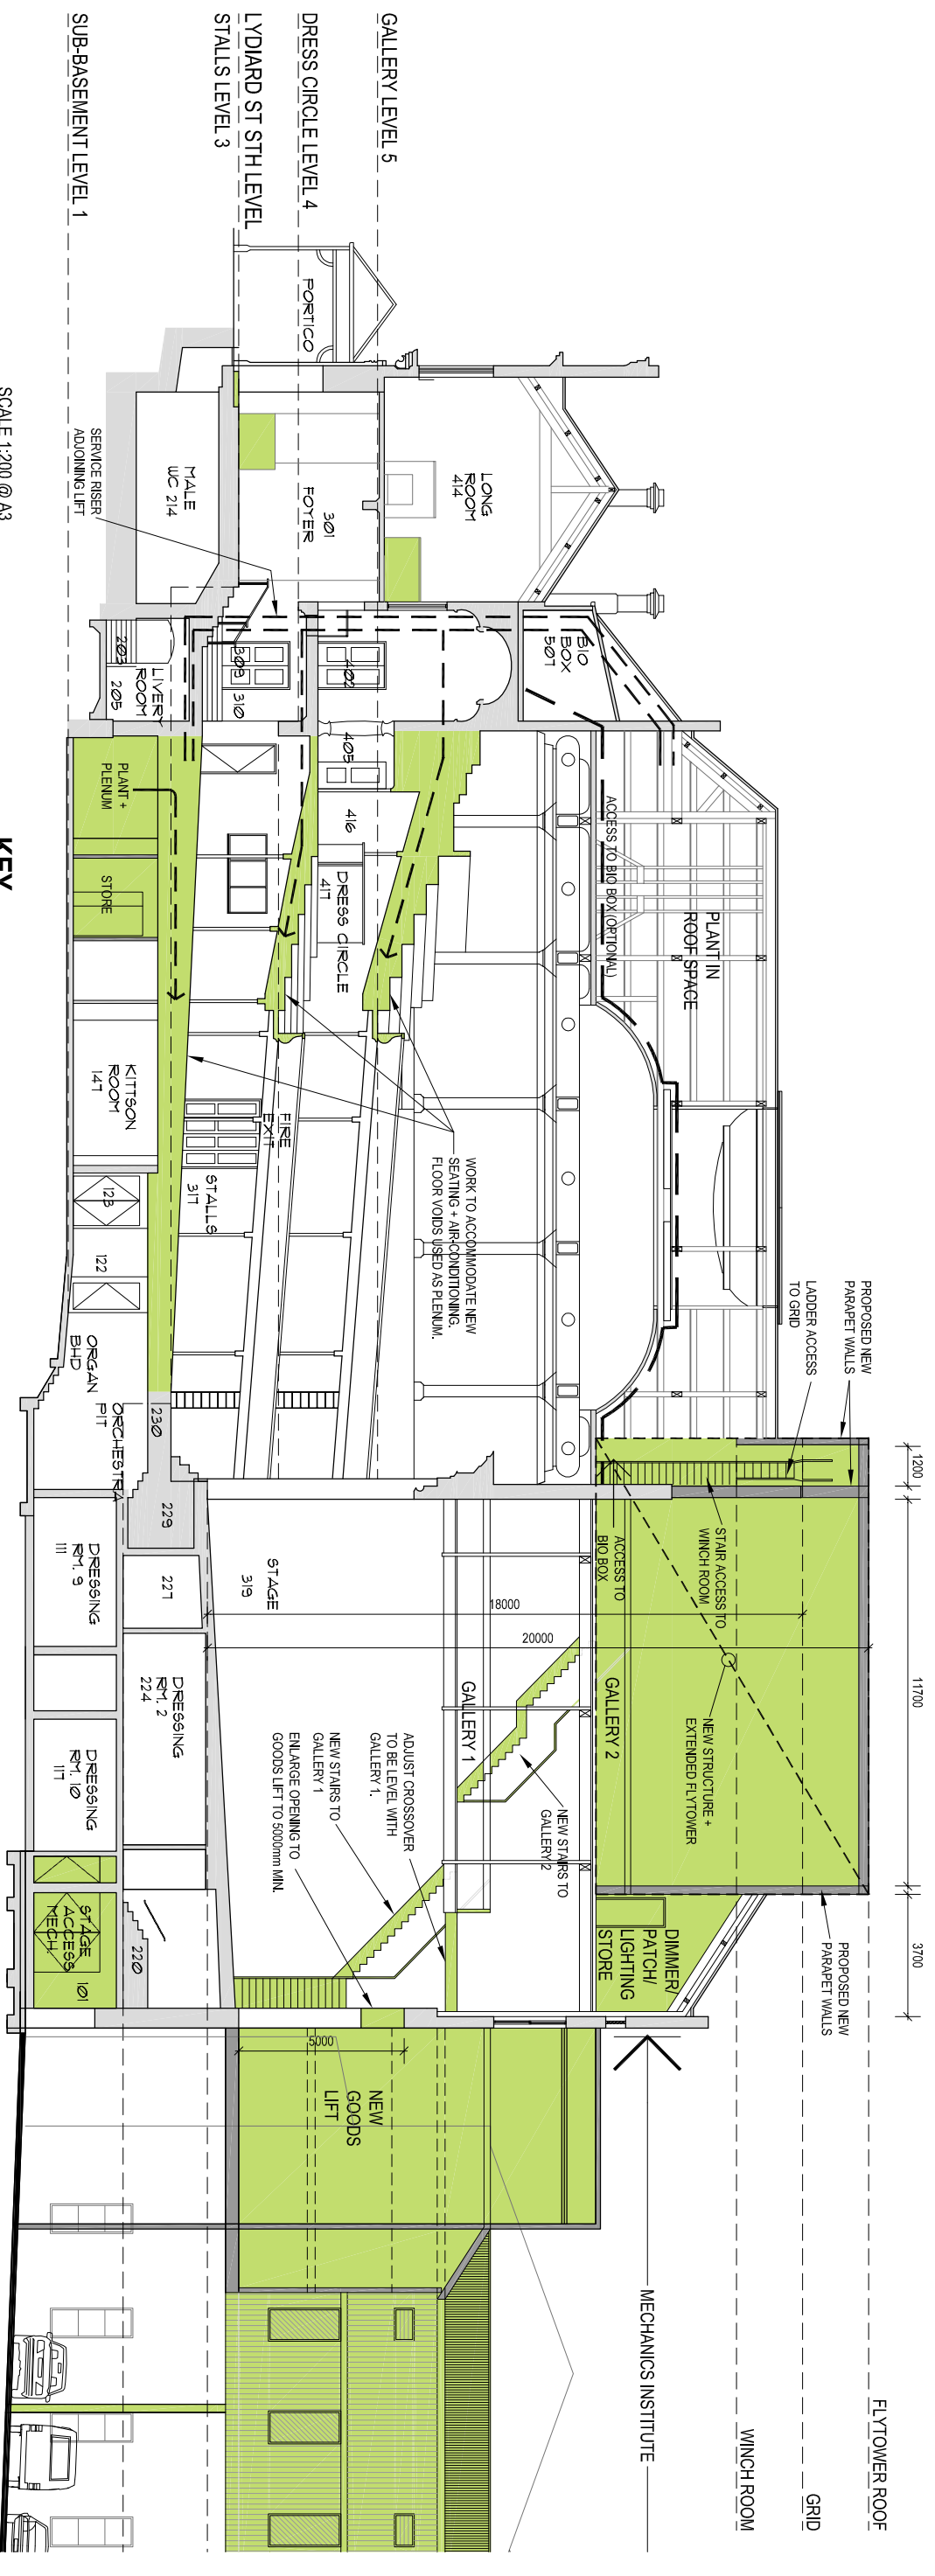 GALLERY LEVEL 5
DRESS CIRCLE LEVEL 4
LYDIARD ST STH LEVEL
STALLS LEVEL 3
SUB-BASEMENT LEVEL 1
SCALE 1:200 @ A3
KEY
PORTICO
LONG
ROOM
414
301
FOYER
MALE
WC 214
SERVICE RISER
ADJOINING LIFT
BIO
BOX
507
402
309
310
203
LIVERY
ROOM
205
405
416
DRESS CIRCLE
417
PLANT +
PLENUM
STORE
ACCESS TO BIO BOX (OPTIONAL)
PLANT IN
ROOF SPACE
KITTSON
ROOM
147
FIRE
EXIT
STALLS
317
123
122
WORK TO ACCOMMODATE NEW
SEATING + AIR-CONDITIONING.
FLOOR VOIDS USED AS PLENUM.
PROPOSED NEW
PARAPET WALLS
LADDER ACCESS
TO GRID
ORGAN
BHD
ORCHESTRA
PIT
230
229
1200
11700
3700
STAIR ACCESS TO
WINCH ROOM
ACCESS TO
BIO BOX
STAGE
319
18000
20000
227
DRESSING
RM. 9
111
DRESSING
RM. 2
224
DRESSING
RM. 10
117
GALLERY 2
GALLERY 1
NEW STRUCTURE +
EXTENDED FLYTOWER
NEW STAIRS TO
GALLERY 2
ADJUST CROSSOVER
TO BE LEVEL WITH
GALLERY 1.
NEW STAIRS TO
GALLERY 1
ENLARGE OPENING TO
GOODS LIFT TO 5000mm MIN.
STAGE
ACCESS
MECH.
101
220
DIMMER/
PATCH/
LIGHTING
STORE
PROPOSED NEW
PARAPET WALLS
5000
NEW
GOODS
LIFT
MECHANICS INSTITUTE
FLYTOWER ROOF
GRID
WINCH ROOM